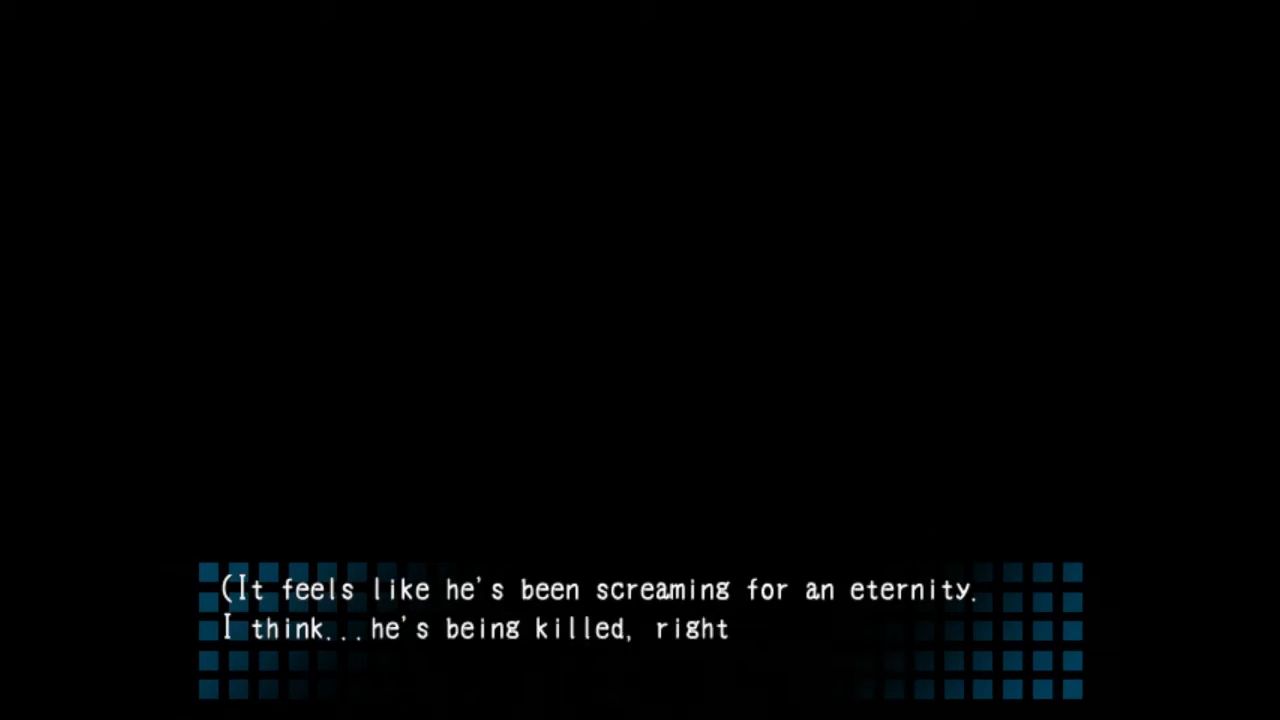 (It feels like he's been screaming for an eternity.
I think...he's being killed, right